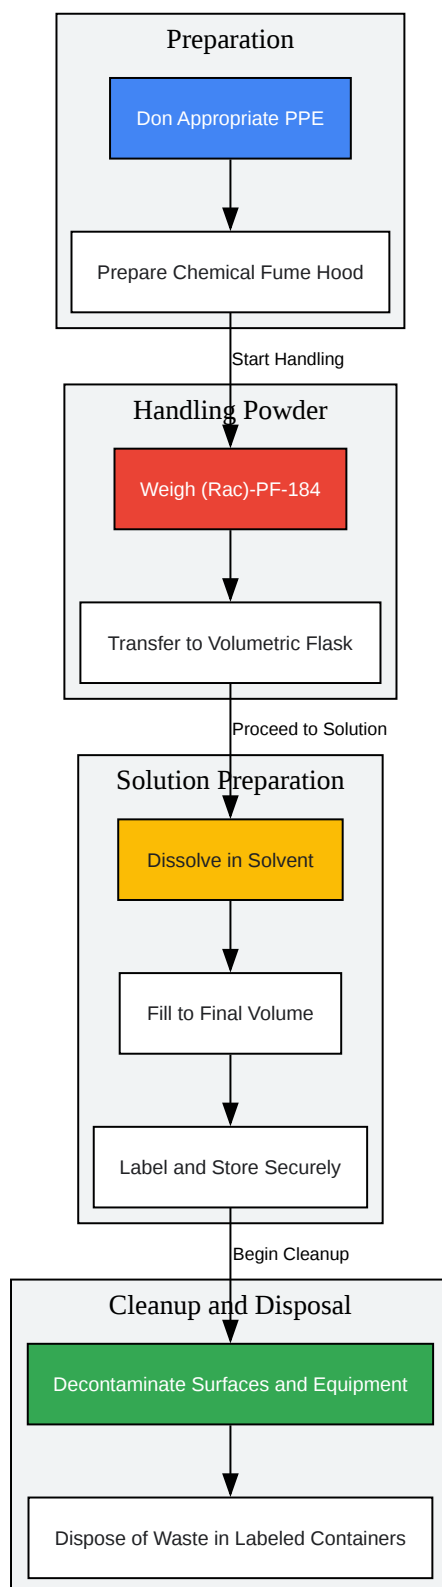 Preparation
Don Appropriate PPE
Prepare Chemical Fume Hood
Start Handling
Handling Powder
Weigh (Rac)-PF-184
Transfer to Volumetric Flask
Proceed to Solution
Solution Preparation
Dissolve in Solvent
Fill to Final Volume
Label and Store Securely
Begin Cleanup
Cleanup and Disposal
Decontaminate Surfaces and Equipment
Dispose of Waste in Labeled Containers